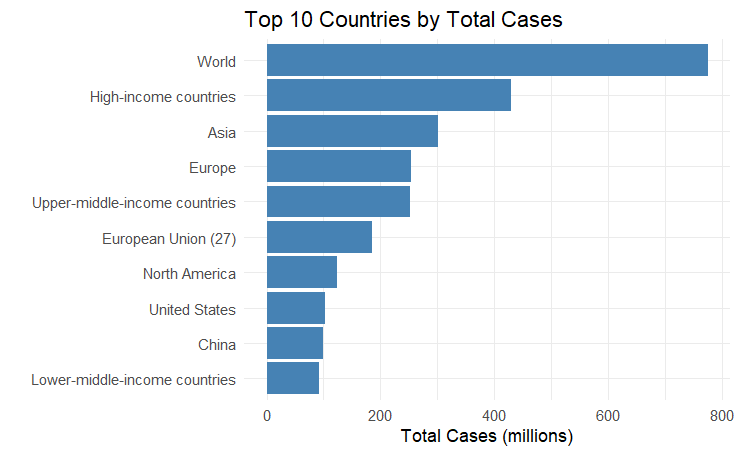 Top 10 Countries by Total Cases
World
High-income countries
Asia
Europe
Upper-middle-income countries
European Union (27)
North America
United States
China
Lower-middle-income countries
0 200 400 600 800
Total Cases (millions)